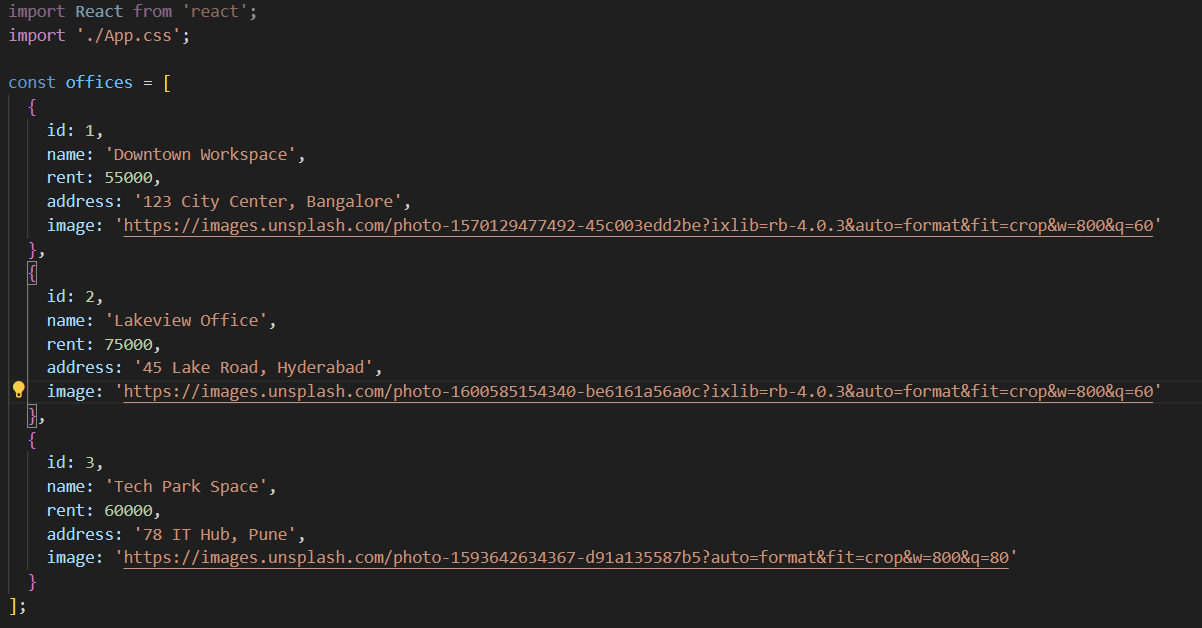 import React from 'react';
import './App.css';
const offices = [
{
id: 1,
name: 'Downtown Workspace',
rent: 55000,
address: '123 City Center, Bangalore',
image: 'https://images.unsplash.com/photo-1570129477492-45c003edd2be?ixlib=rb-4.0.3&auto=format&fit=crop&w=800&q=60'
},
{
id: 2,
name: 'Lakeview Office',
rent: 75000,
address: '45 Lake Road, Hyderabad',
image: 'https://images.unsplash.com/photo-1600585154340-be6161a56a0c?ixlib=rb-4.0.3&auto=format&fit=crop&w=800&q=60'
},
{
id: 3,
name: 'Tech Park Space',
rent: 60000,
address: '78 IT Hub, Pune',
image: 'https://images.unsplash.com/photo-1593642634367-d91a135587b5?auto=format&fit=crop&w=800&q=80'
}
];